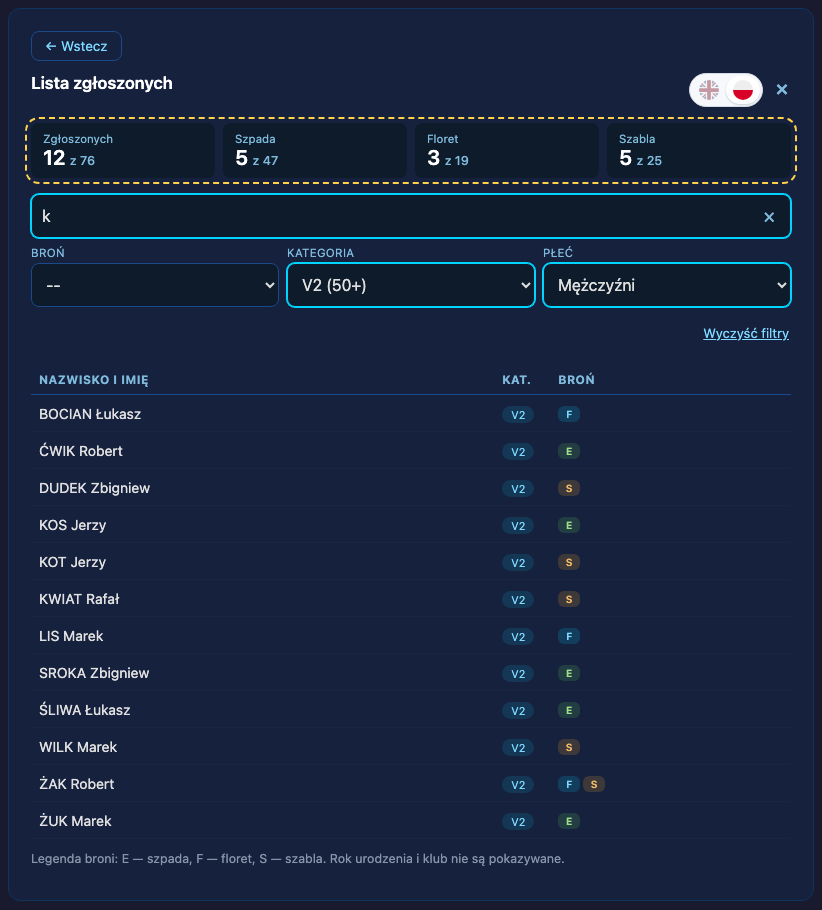 ← Wstecz
Lista zgłoszonych
×
Zgłoszonych Szpada Floret Szabla
12 z 76 5 z 47 3 z 19 5 z 25
k ×
BROŃ KATEGORIA PŁEĆ
-- V2 (50+) Mężczyźni
Wyczyść filtry
NAZWISKO I IMIĘ KAT. BROŃ
BOCIAN Łukasz V2 F
ĆWIK Robert V2 E
DUDEK Zbigniew V2 S
KOS Jerzy V2 E
KOT Jerzy V2 S
KWIAT Rafał V2 S
LIS Marek V2 F
SROKA Zbigniew V2 E
ŚLIWA Łukasz V2 E
WILK Marek V2 S
ŻAK Robert V2 F S
ŻUK Marek V2 E
Legenda broni: E — szpada, F — floret, S — szabla. Rok urodzenia i klub nie są pokazywane.